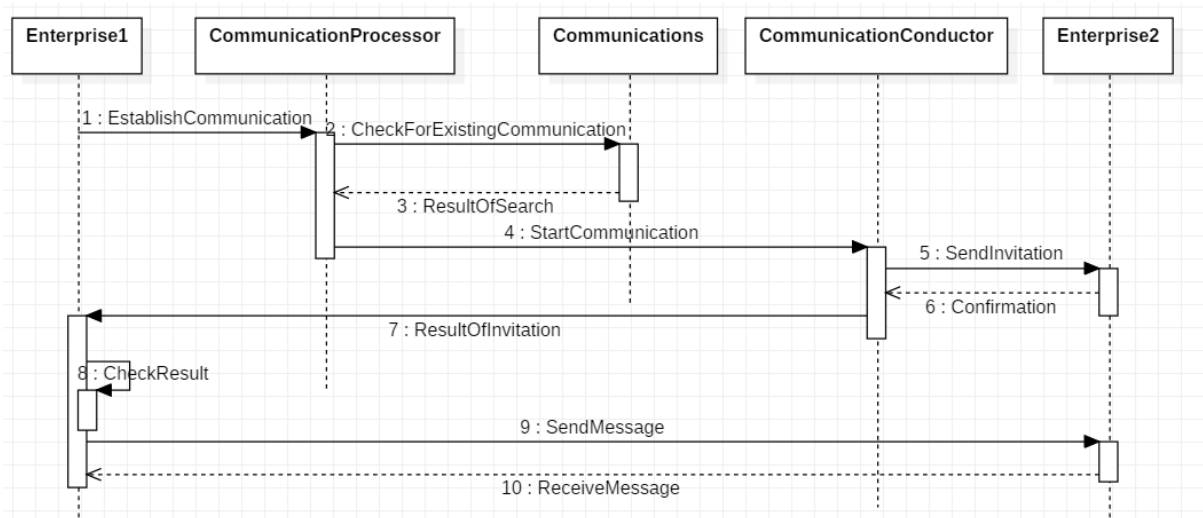 Enterprise1
CommunicationProcessor
Communications
CommunicationConductor
Enterprise2
1 : EstablishCommunication
2 : CheckForExistingCommunication
3 : ResultOfSearch
4 : StartCommunication
5 : SendInvitation
6 : Confirmation
7 : ResultOfInvitation
8 : CheckResult
9 : SendMessage
10 : ReceiveMessage